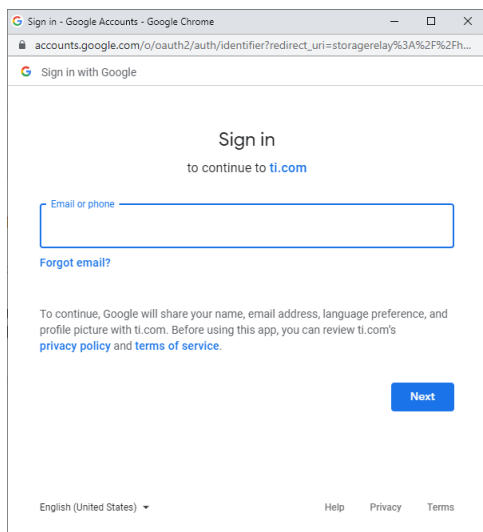 Sign in - Google Accounts - Google Chrome
accounts.google.com/o/oauth2/auth/identifier?redirect_uri=storagerelay%3A%2F%2Fh...
Sign in with Google
Sign in
to continue to ti.com
Email or phone
Forgot email?
To continue, Google will share your name, email address, language preference, and
profile picture with ti.com. Before using this app, you can review ti.com's
privacy policy and terms of service.
Next
English (United States) Help Privacy Terms